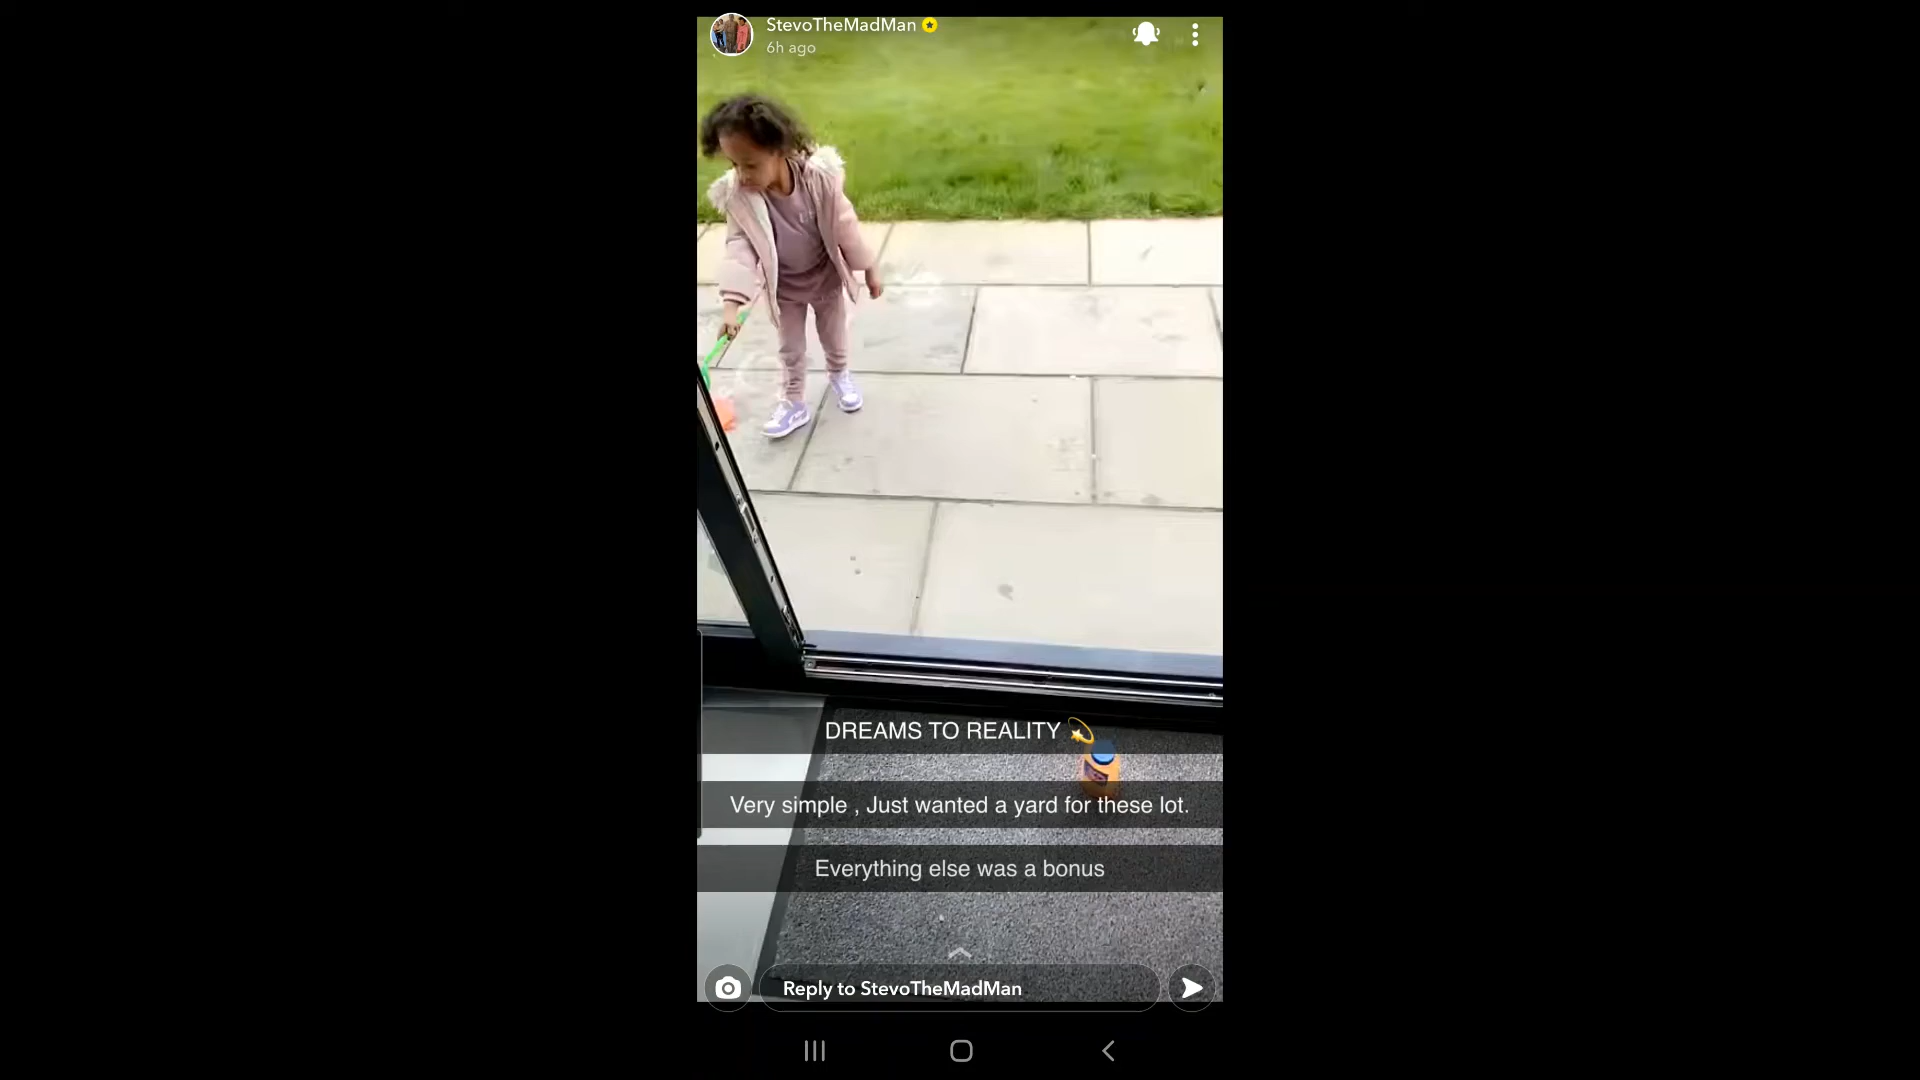 StevoTheMadMan
6h ago
DREAMS TO REALITY 💫
Very simple , Just wanted a yard for these lot.
Everything else was a bonus
Reply to StevoTheMadMan